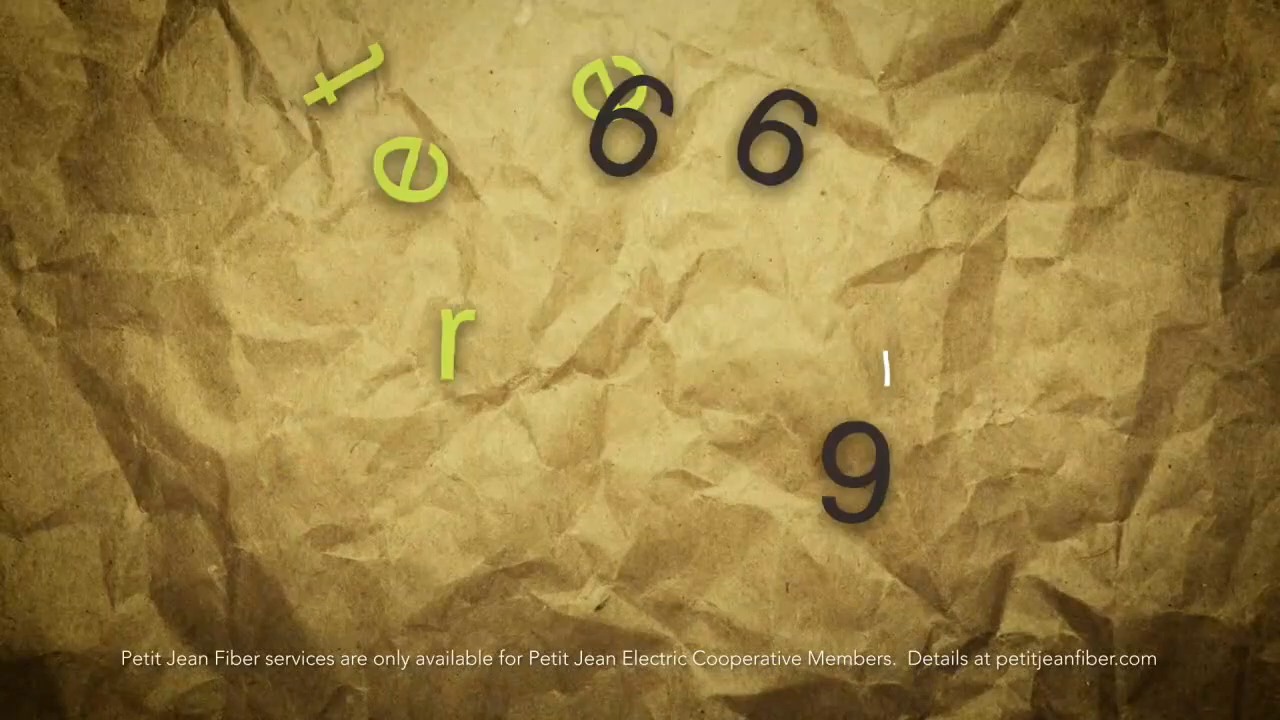 t
e
e
6
6
r
9
Petit Jean Fiber services are only available for Petit Jean Electric Cooperative Members. Details at petitjeanfiber.com